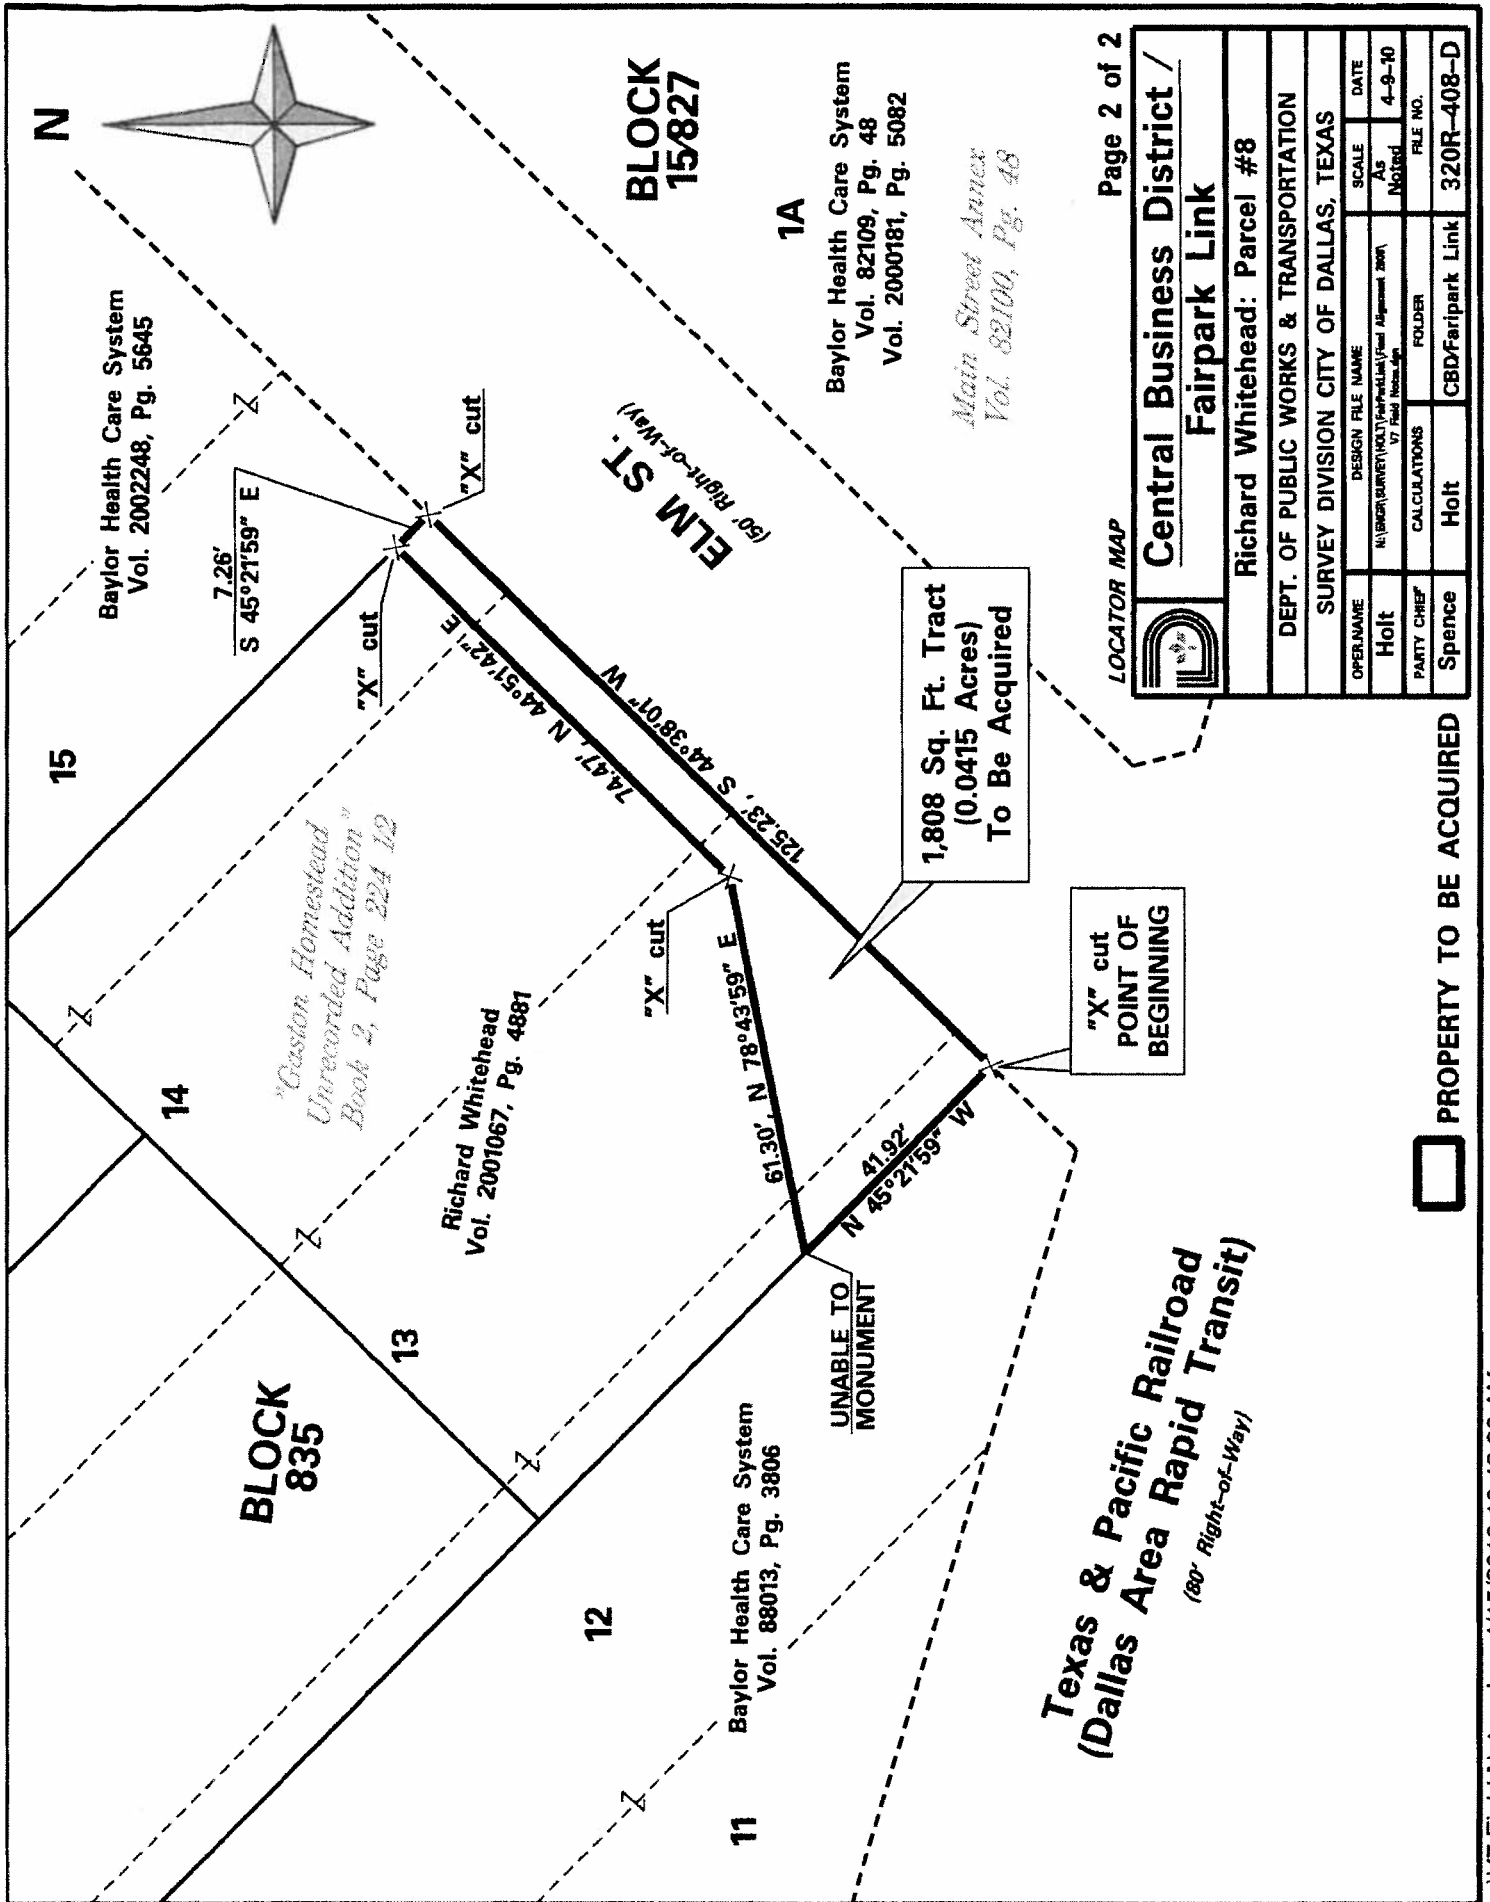 N
15
Baylor Health Care System
Vol. 2002248, Pg. 5645
7.26'
S 45°21'59" E
"X" cut
"X" cut
BLOCK
15/827
1A
Baylor Health Care System
Vol. 82109, Pg. 48
Vol. 2000181, Pg. 5082
Main Street Annex
Vol. 82100, Pg. 48
ELM ST.
(50' Right-of-Way)
14
"Gaston Homestead
Unrecorded Addition"
Book 2, Page 224 1/2
Richard Whitehead
Vol. 2001067, Pg. 4881
74.47', N 44°51'42" E
125.23', S 44°38'01" W
"X" cut
61.30', N 78°43'59" E
41.92'
N 45°21'59" W
1,808 Sq. Ft. Tract
(0.0415 Acres)
To Be Acquired
"X" cut
POINT OF
BEGINNING
UNABLE TO
MONUMENT
BLOCK
835
13
12
Baylor Health Care System
Vol. 88013, Pg. 3806
11
Texas & Pacific Railroad
(Dallas Area Rapid Transit)
(80' Right-of-Way)
PROPERTY TO BE ACQUIRED
LOCATOR MAP
Page 2 of 2
Central Business District /
Fairpark Link
Richard Whitehead: Parcel #8
DEPT. OF PUBLIC WORKS & TRANSPORTATION
SURVEY DIVISION CITY OF DALLAS, TEXAS
OPER.NAME DESIGN FILE NAME SCALE DATE
Holt As Noted 4-9-10
PARTY CHIEF CALCULATIONS FOLDER FILE NO.
Spence Holt CBD/Faripark Link 320R-408-D